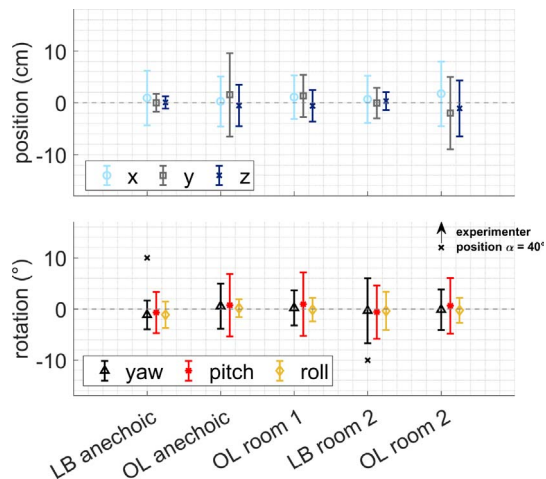 10
0
-10
position (cm)
x y z
experimenter
position α = 40°
10
0
-10
rotation (°)
yaw pitch roll
LB anechoic
OL anechoic
OL room 1
LB room 2
OL room 2